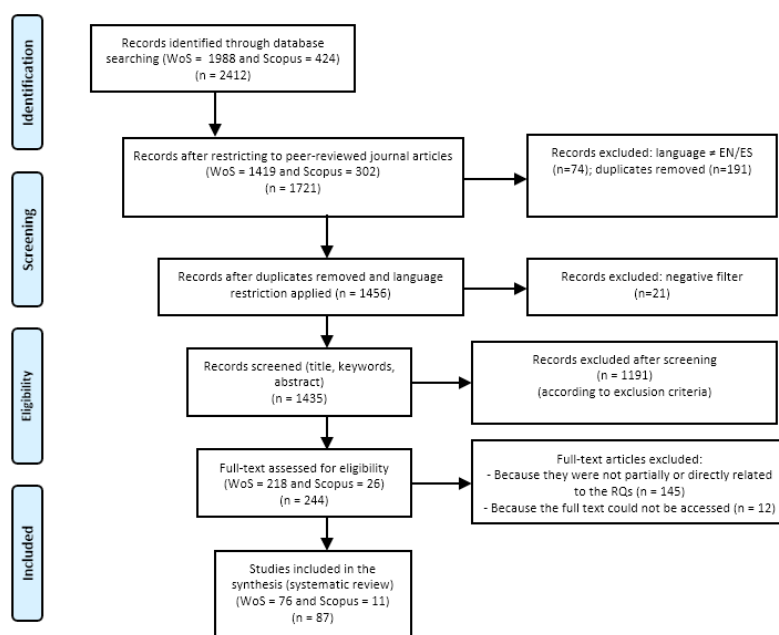 Identification
Records identified through database
searching (WoS = 1988 and Scopus = 424)
(n = 2412)
Records after restricting to peer-reviewed journal articles
(WoS = 1419 and Scopus = 302)
(n = 1721)
Records excluded: language ≠ EN/ES
(n=74); duplicates removed (n=191)
Screening
Records after duplicates removed and language
restriction applied (n = 1456)
Records excluded: negative filter
(n=21)
Eligibility
Records screened (title, keywords,
abstract)
(n = 1435)
Records excluded after screening
(n = 1191)
(according to exclusion criteria)
Full-text assessed for eligibility
(WoS = 218 and Scopus = 26)
(n = 244)
Full-text articles excluded:
- Because they were not partially or directly related
to the RQs (n = 145)
- Because the full text could not be accessed (n = 12)
Included
Studies included in the
synthesis (systematic review)
(WoS = 76 and Scopus = 11)
(n = 87)